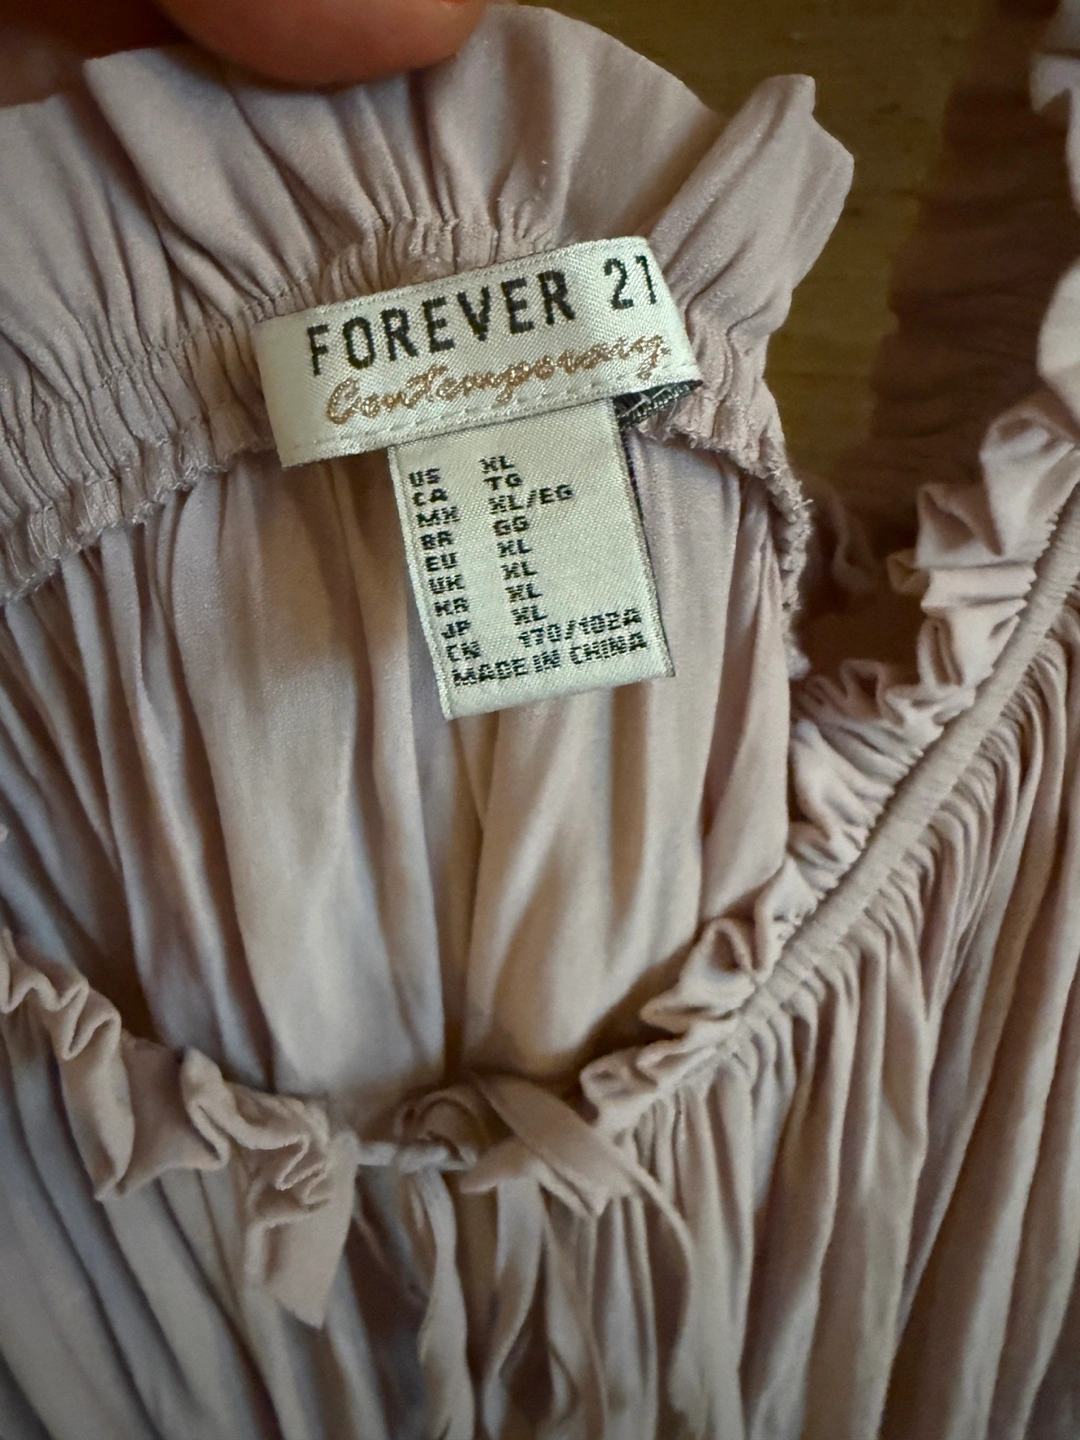 FOREVER 21
Contemporary
US XL
CA TG
MX XL/EG
BR GG
EU XL
UK XL
KR XL
JP XL
CN 170/102A
MADE IN CHINA